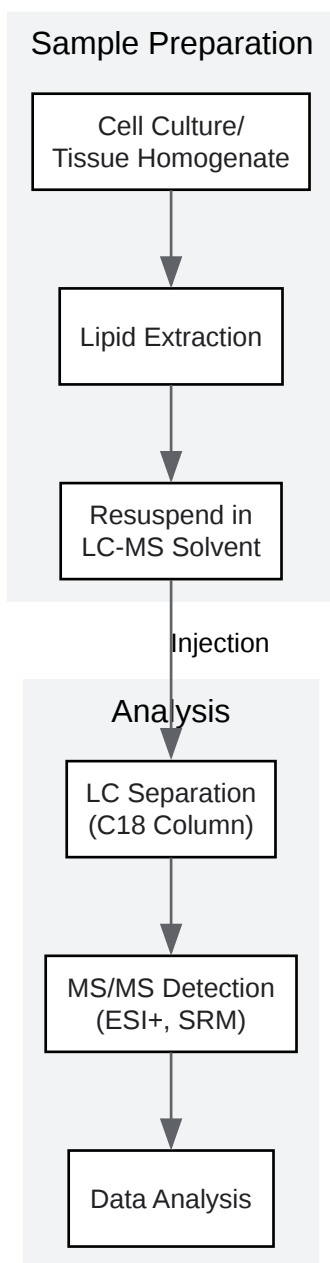 Sample Preparation
Cell Culture/
Tissue Homogenate
Lipid Extraction
Resuspend in
LC-MS Solvent
Injection
Analysis
LC Separation
(C18 Column)
MS/MS Detection
(ESI+, SRM)
Data Analysis